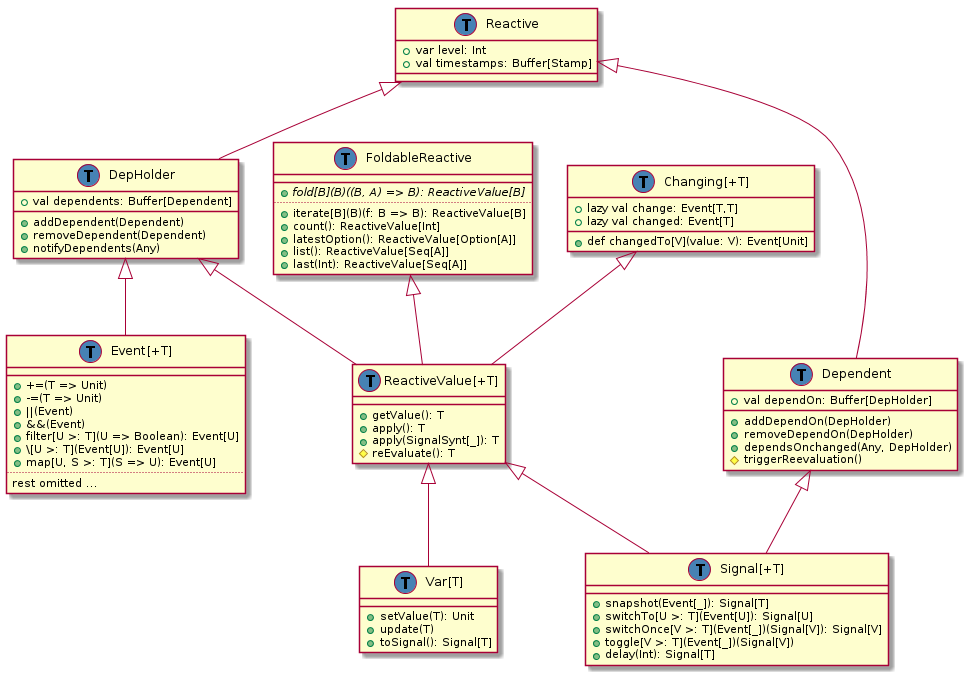 T Reactive
var level: Int
val timestamps: Buffer[Stamp]
T DepHolder
val dependents: Buffer[Dependent]
addDependent(Dependent)
removeDependent(Dependent)
notifyDependents(Any)
T FoldableReactive
fold[B](B)((B, A) => B): ReactiveValue[B]
iterate[B](B)(f: B => B): ReactiveValue[B]
count(): ReactiveValue[Int]
latestOption(): ReactiveValue[Option[A]]
list(): ReactiveValue[Seq[A]]
last(Int): ReactiveValue[Seq[A]]
T Changing[+T]
lazy val change: Event[T,T]
lazy val changed: Event[T]
def changedTo[V](value: V): Event[Unit]
T Event[+T]
+=(T => Unit)
-=(T => Unit)
||(Event)
&&(Event)
filter[U >: T](U => Boolean): Event[U]
\[U >: T](Event[U]): Event[U]
map[U, S >: T](S => U): Event[U]
rest omitted ...
T ReactiveValue[+T]
getValue(): T
apply(): T
apply(SignalSynt[_]): T
reEvaluate(): T
T Dependent
val dependOn: Buffer[DepHolder]
addDependOn(DepHolder)
removeDependOn(DepHolder)
dependsOnchanged(Any, DepHolder)
triggerReevaluation()
T Var[T]
setValue(T): Unit
update(T)
toSignal(): Signal[T]
T Signal[+T]
snapshot(Event[_]): Signal[T]
switchTo[U >: T](Event[U]): Signal[U]
switchOnce[V >: T](Event[_])(Signal[V]): Signal[V]
toggle[V >: T](Event[_])(Signal[V])
delay(Int): Signal[T]